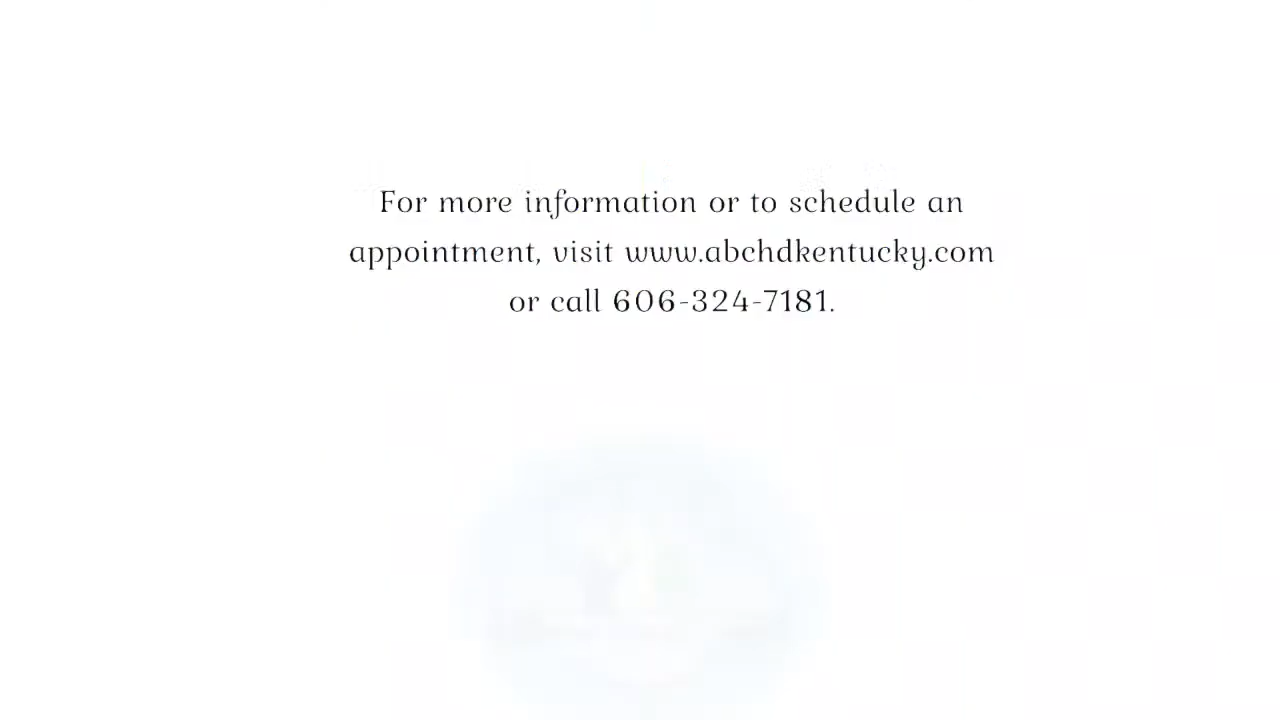 For more information or to schedule an
appointment, visit www.abchdkentucky.com
or call 606-324-7181.